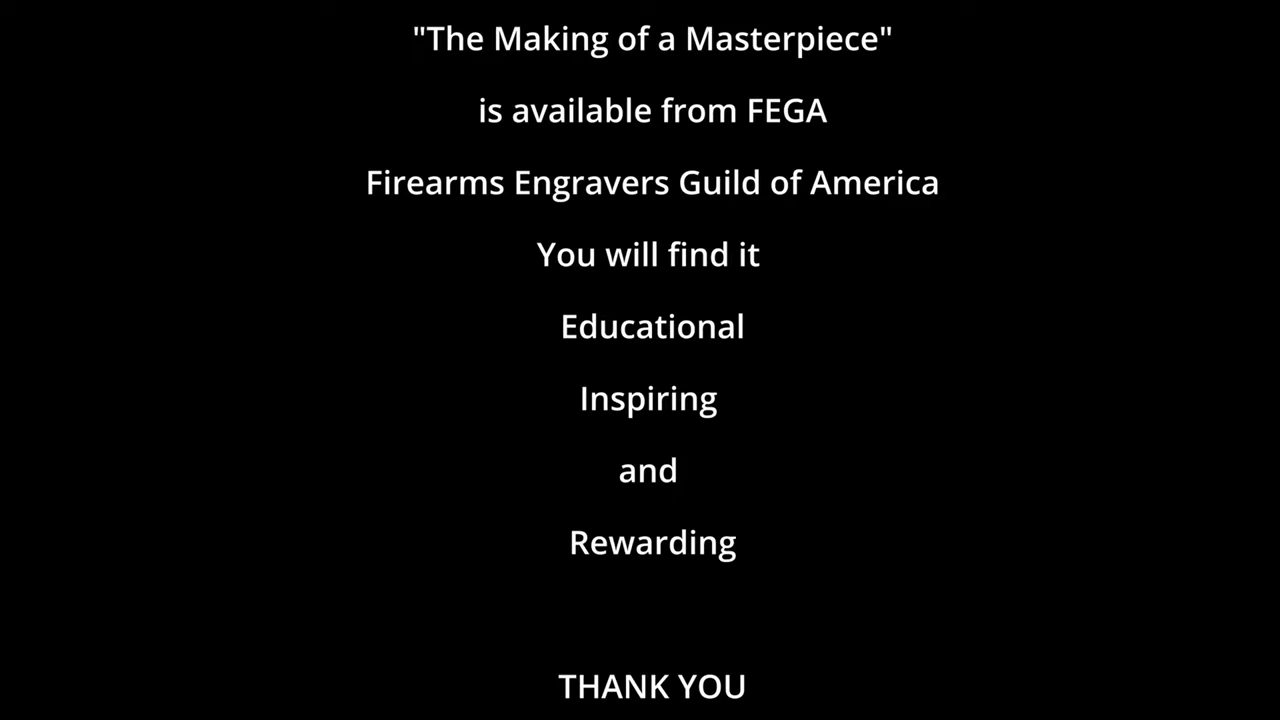 "The Making of a Masterpiece"
is available from FEGA
Firearms Engravers Guild of America
You will find it
Educational
Inspiring
and
Rewarding
THANK YOU